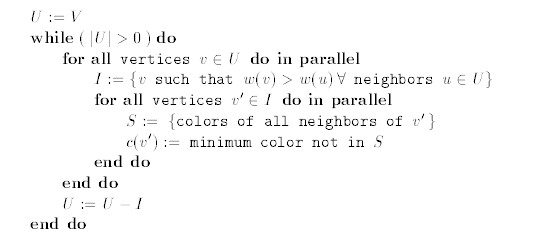 U := V
while ( |U| > 0 ) do
for all vertices v ∈ U do in parallel
I := {v such that w(v) > w(u) ∀ neighbors u ∈ U}
for all vertices v′ ∈ I do in parallel
S := {colors of all neighbors of v′}
c(v′) := minimum color not in S
end do
end do
U := U − I
end do